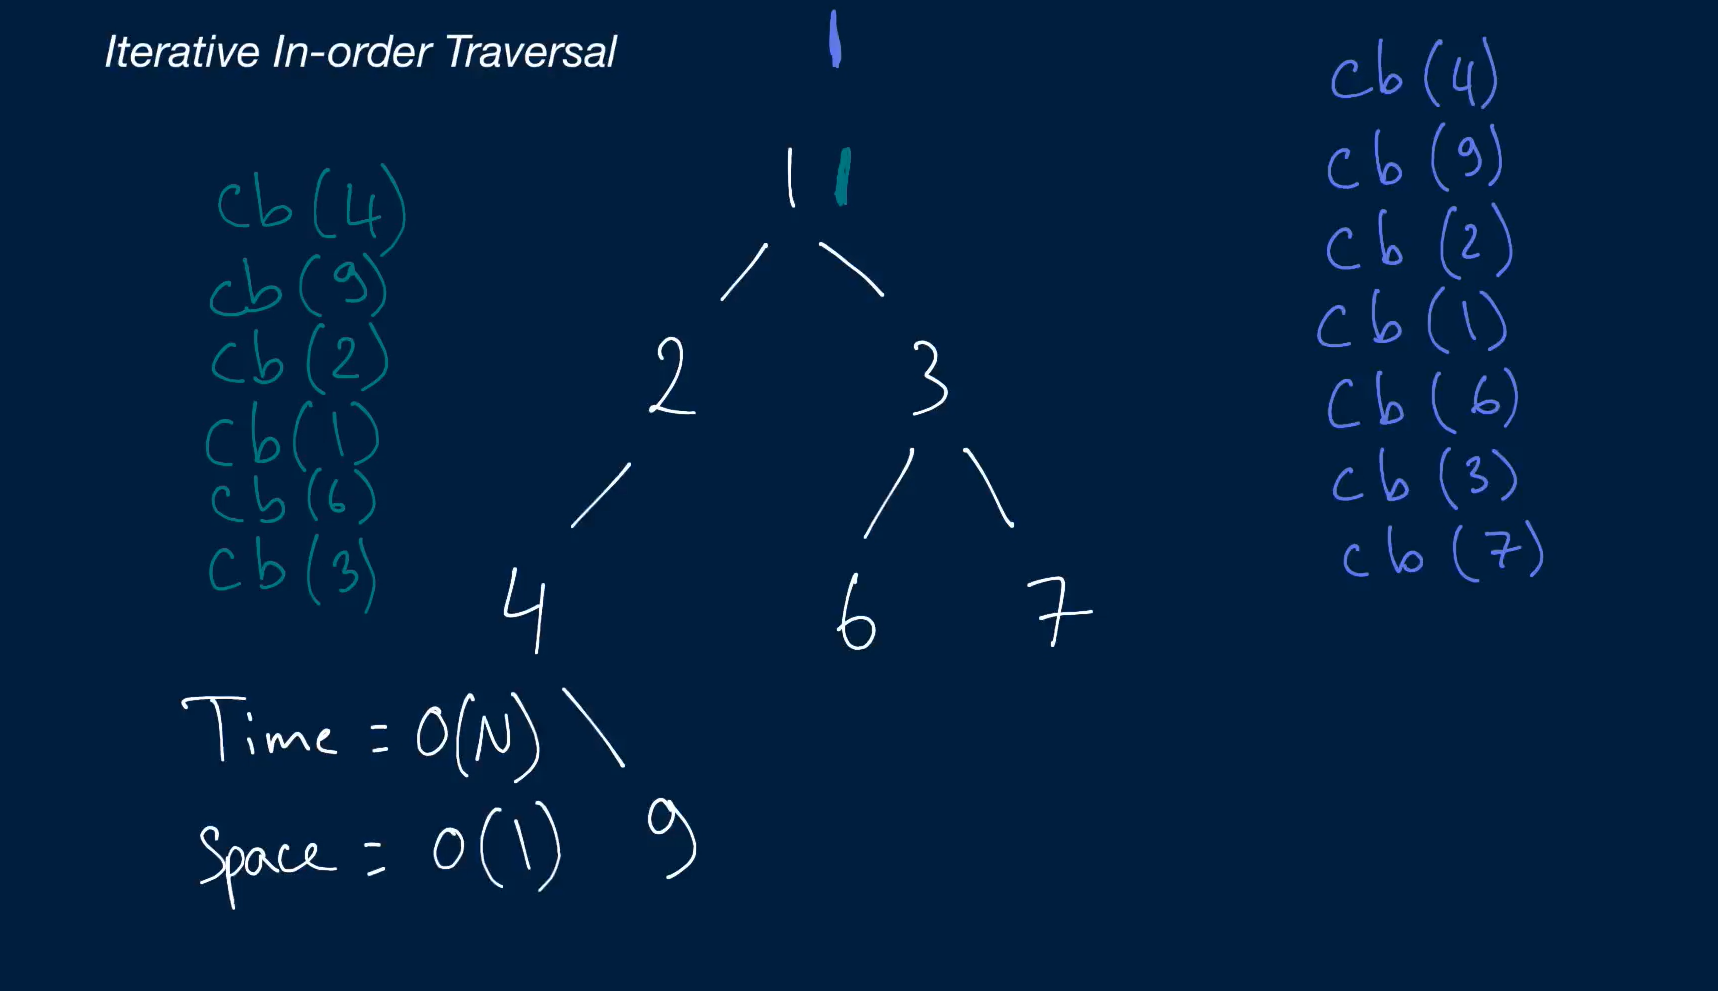 Iterative In-order Traversal
cb(4)
cb(9)
cb(2)
cb(1)
cb(6)
cb(3)
1
2 3
4 6 7
9
Time = O(N)
Space = O(1)
cb(4)
cb(9)
cb(2)
cb(1)
cb(6)
cb(3)
cb(7)